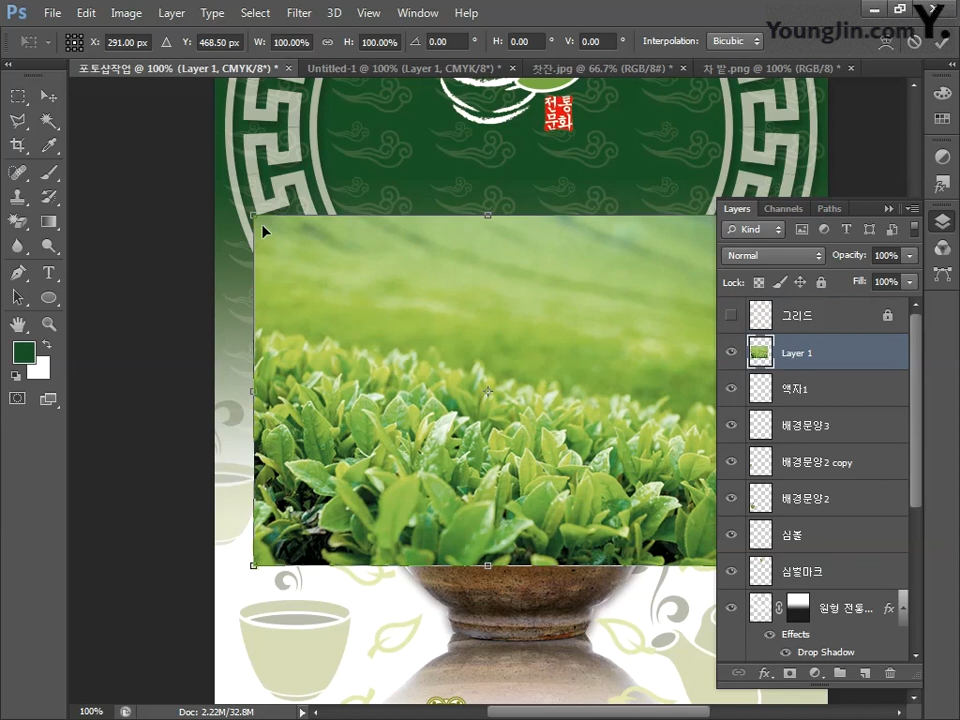 Ps File Edit Image Layer Type Select Filter 3D View Window Help
YoungJin.com Y.
X: 291.00 px Y: 468.50 px W: 100.00% H: 100.00% 0.00 ° H: 0.00 ° V: 0.00 ° Interpolation: Bicubic
포토샵작업 @ 100% (Layer 1, CMYK/8*) * × Untitled-1 @ 100% (Layer 1, CMYK/8*) * × 찻잔.jpg @ 66.7% (RGB/8#) * × 차 밭.png @ 100% (RGB/8*) ×
전통
문화
Layers Channels Paths
Kind
Normal Opacity: 100%
Lock: Fill: 100%
그리드
Layer 1
액자1
배경문양3
배경문양2 copy
배경문양2
심볼
심벌마크
원형 전통... fx
Effects
Drop Shadow
fx
100% Doc: 2.22M/32.8M